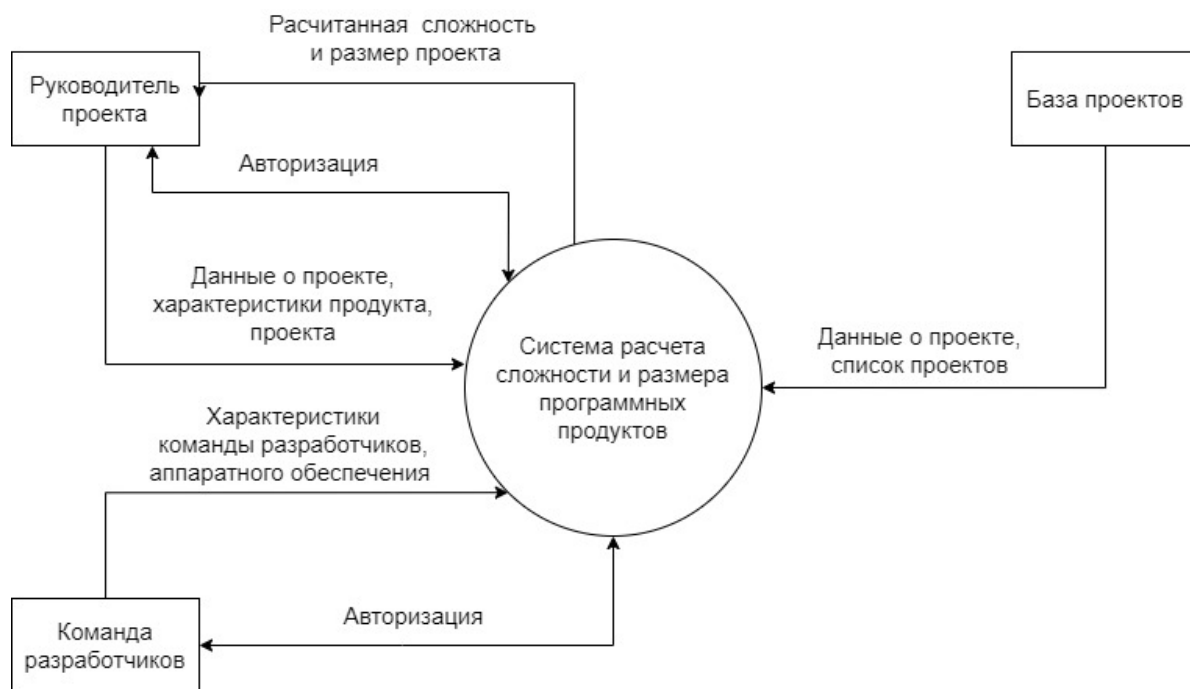 Расчитанная сложность
и размер проекта
Руководитель
проекта
База проектов
Авторизация
Данные о проекте,
характеристики продукта,
проекта
Система расчета
сложности и размера
программных
продуктов
Данные о проекте,
список проектов
Характеристики
команды разработчиков,
аппаратного обеспечения
Команда
разработчиков
Авторизация